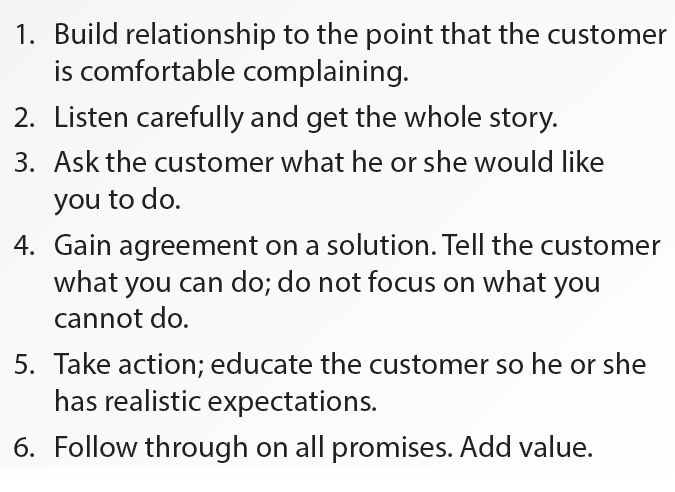 1. Build relationship to the point that the customer
is comfortable complaining.
2. Listen carefully and get the whole story.
3. Ask the customer what he or she would like
you to do.
4. Gain agreement on a solution. Tell the customer
what you can do; do not focus on what you
cannot do.
5. Take action; educate the customer so he or she
has realistic expectations.
6. Follow through on all promises. Add value.